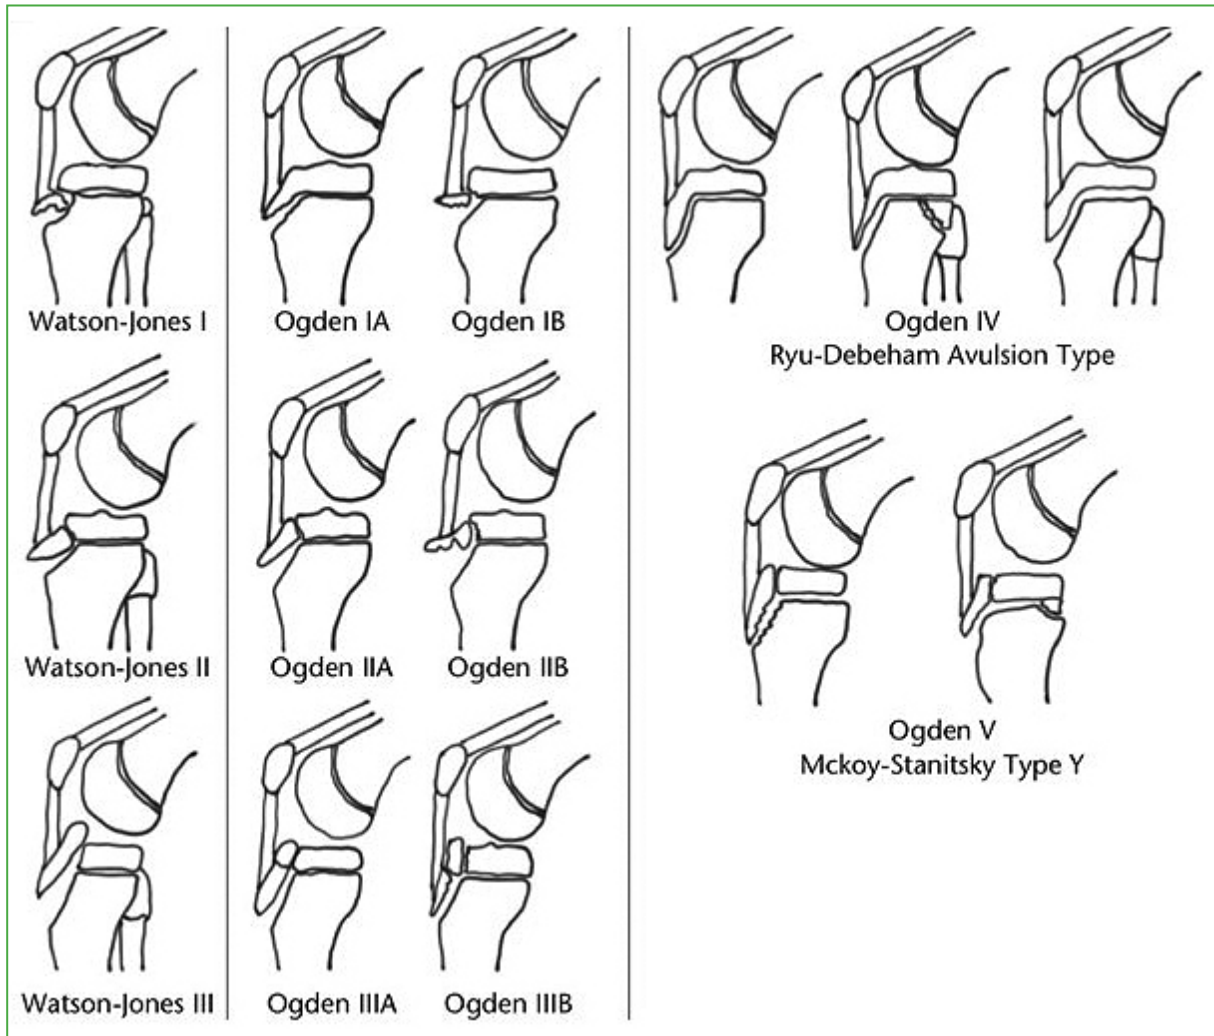 Watson-Jones I
Ogden IA
Ogden IB
Ogden IV
Ryu-Debeham Avulsion Type
Watson-Jones II
Ogden IIA
Ogden IIB
Ogden V
Mckoy-Stanitsky Type Y
Watson-Jones III
Ogden IIIA
Ogden IIIB